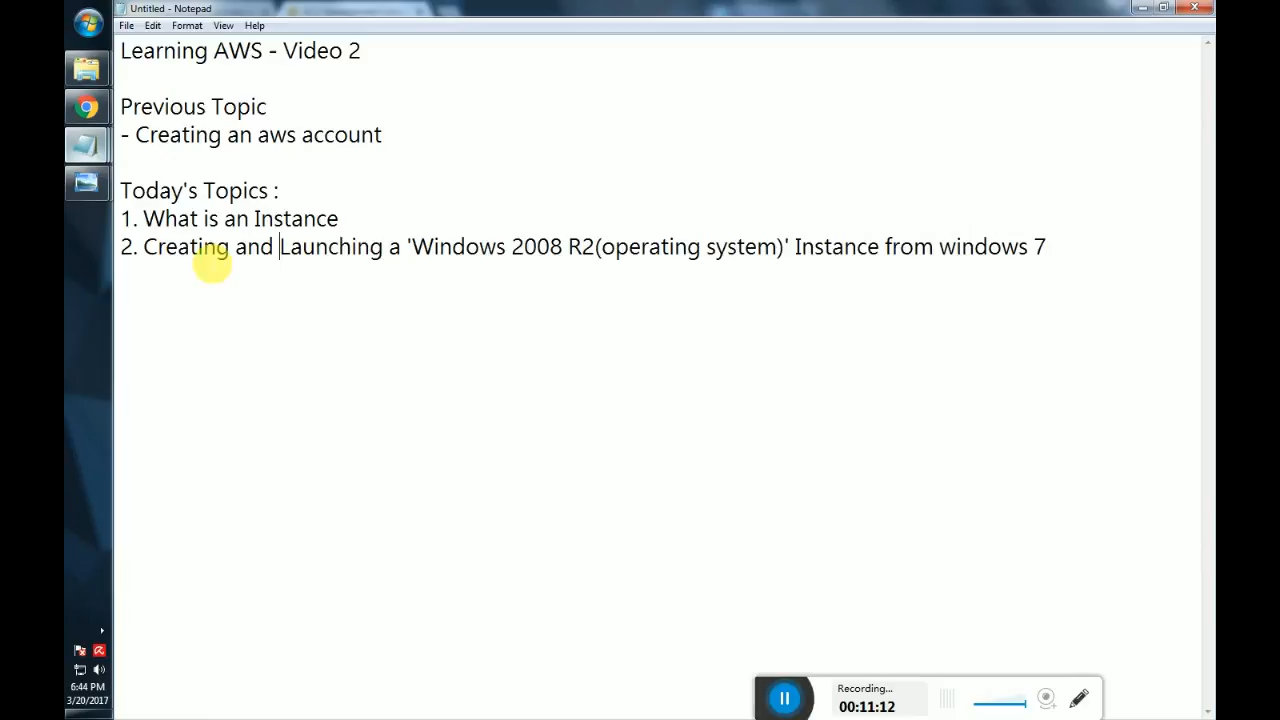 Untitled - Notepad
File Edit Format View Help
Learning AWS - Video 2
Previous Topic
- Creating an aws account
Today's Topics :
1. What is an Instance
2. Creating and Launching a 'Windows 2008 R2(operating system)' Instance from windows 7
6:44 PM
3/20/2017
Recording...
00:11:12